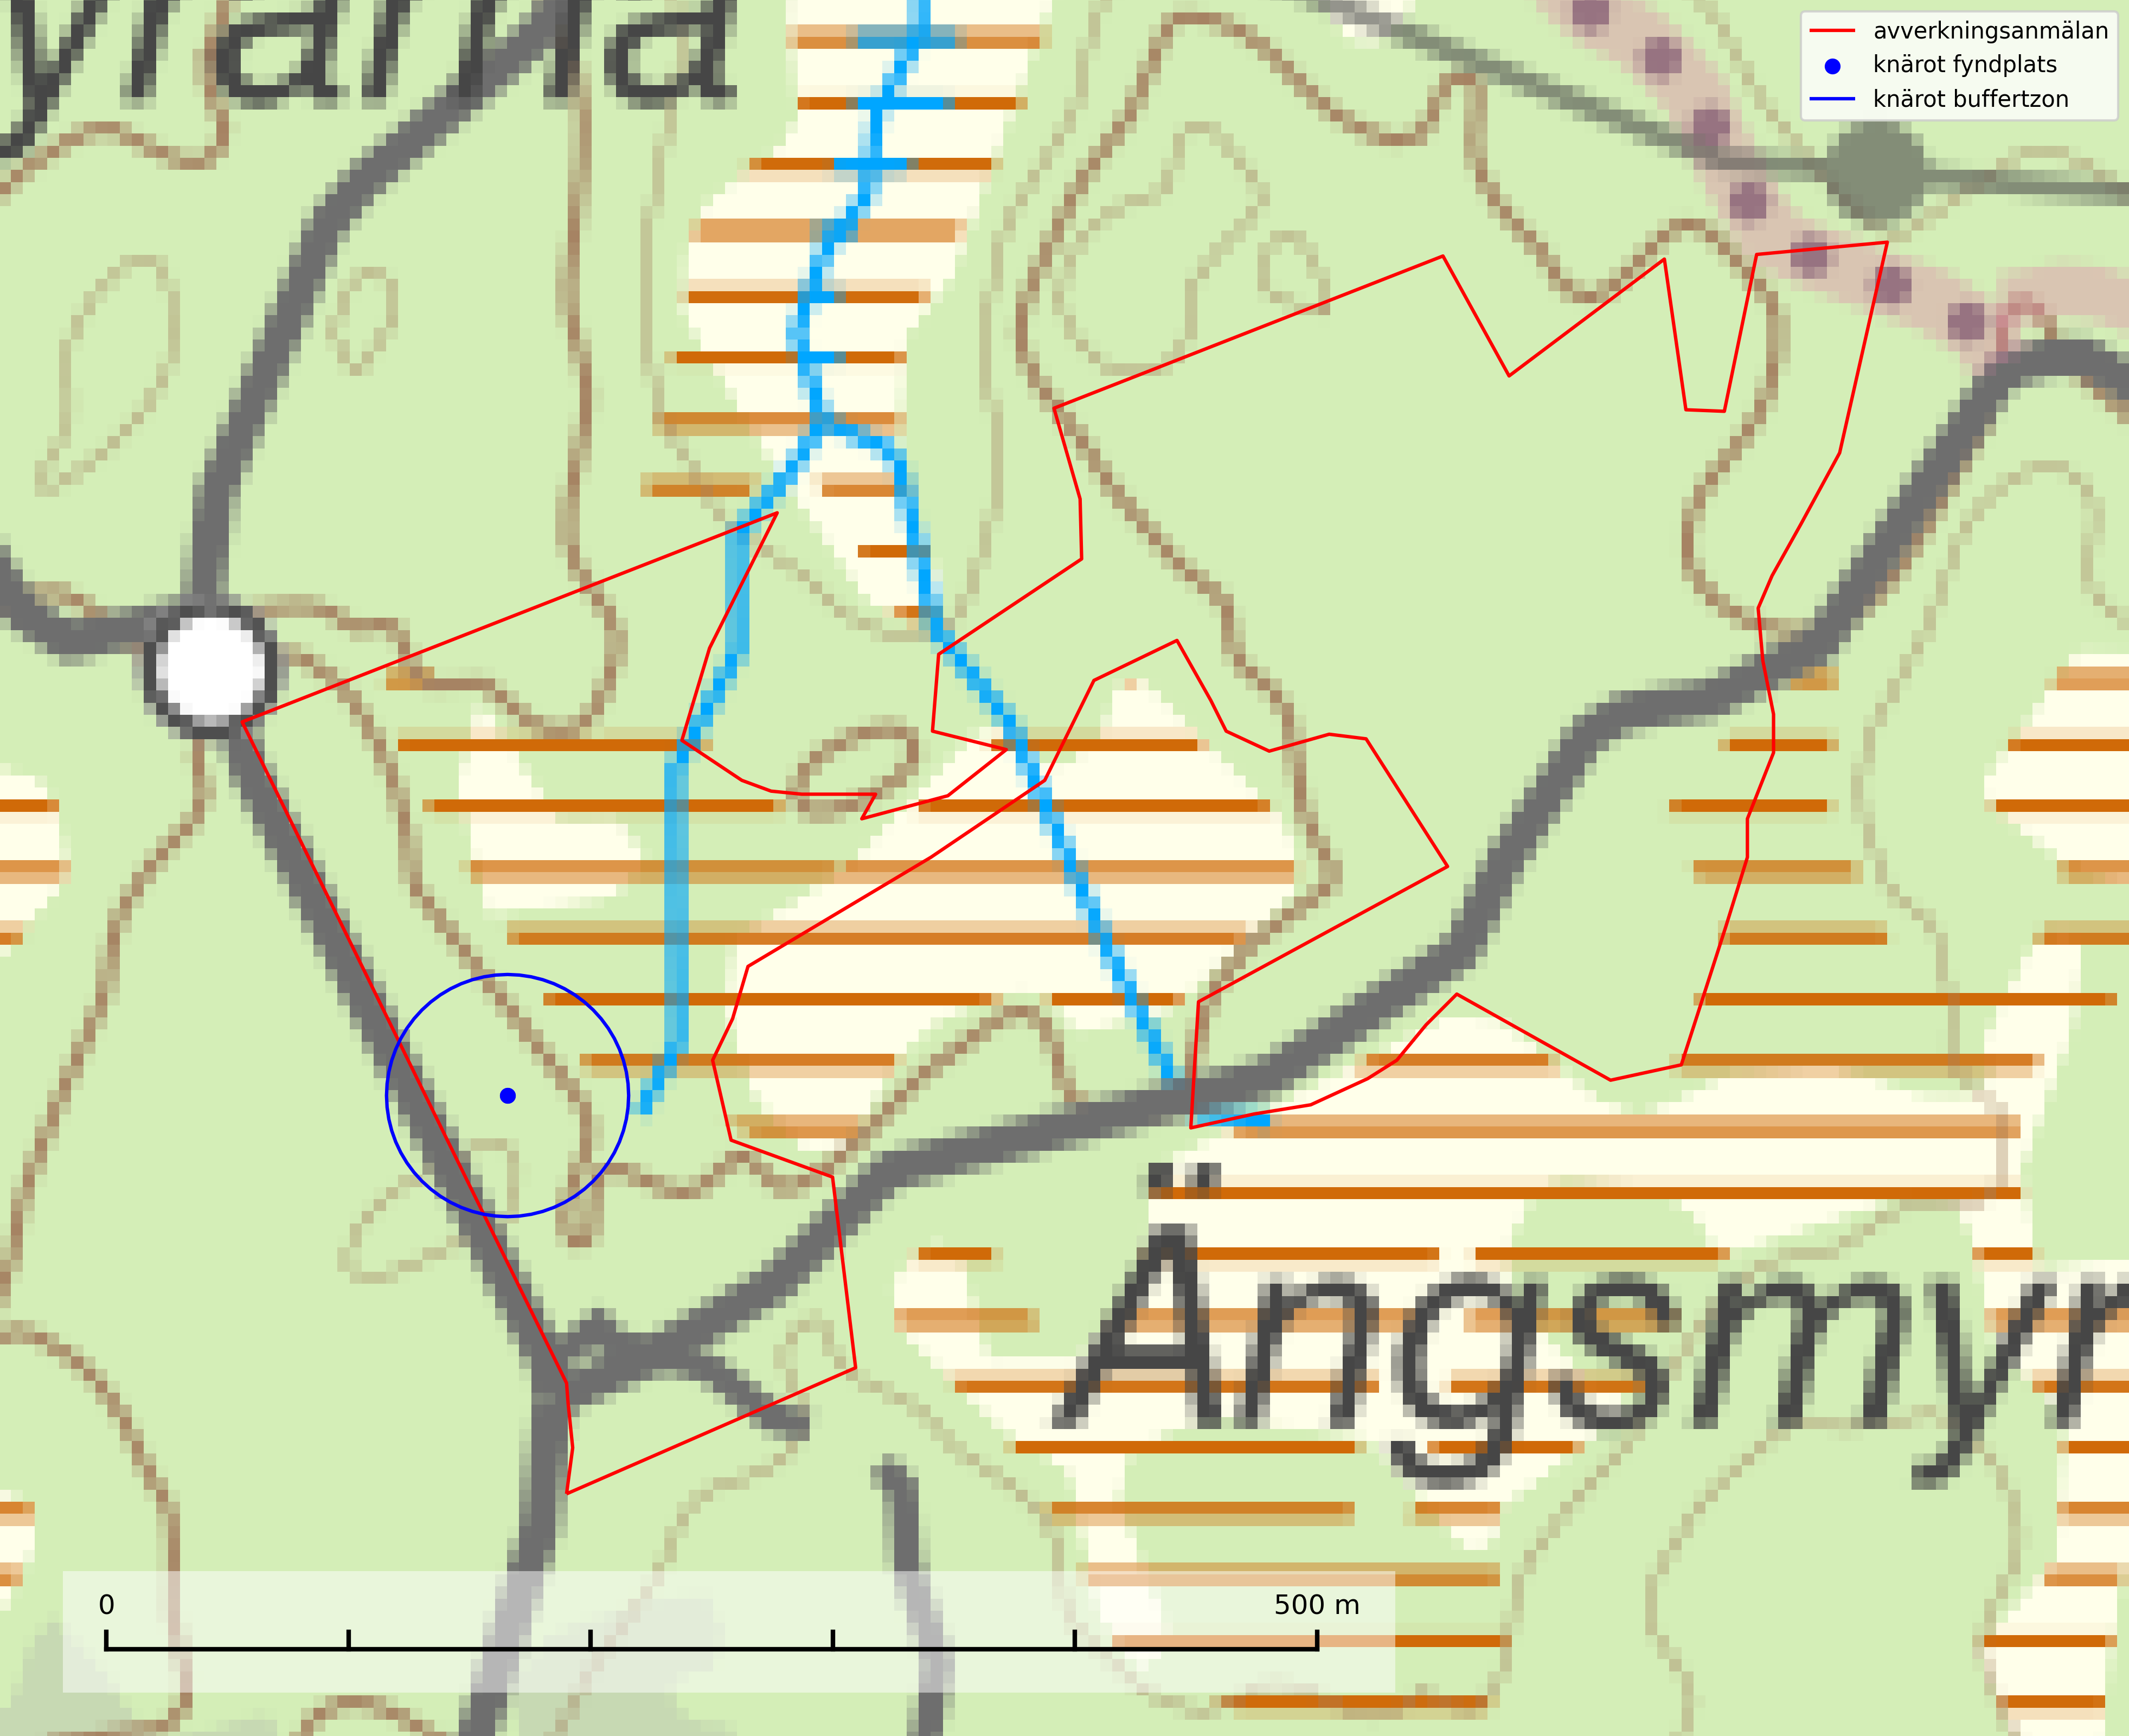 avverkningsanmälan
knärot fyndplats
knärot buffertzon
Ängsmyr
0 500 m